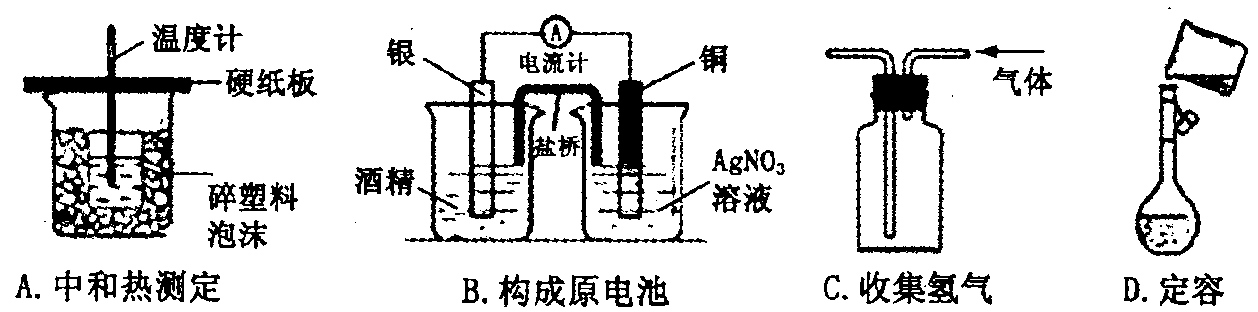 温度计
硬纸板
碎塑料
泡沫
A.中和热测定
银
A
电流计
铜
盐桥
酒精
AgNO₃
溶液
B.构成原电池
气体
C.收集氢气
D.定容